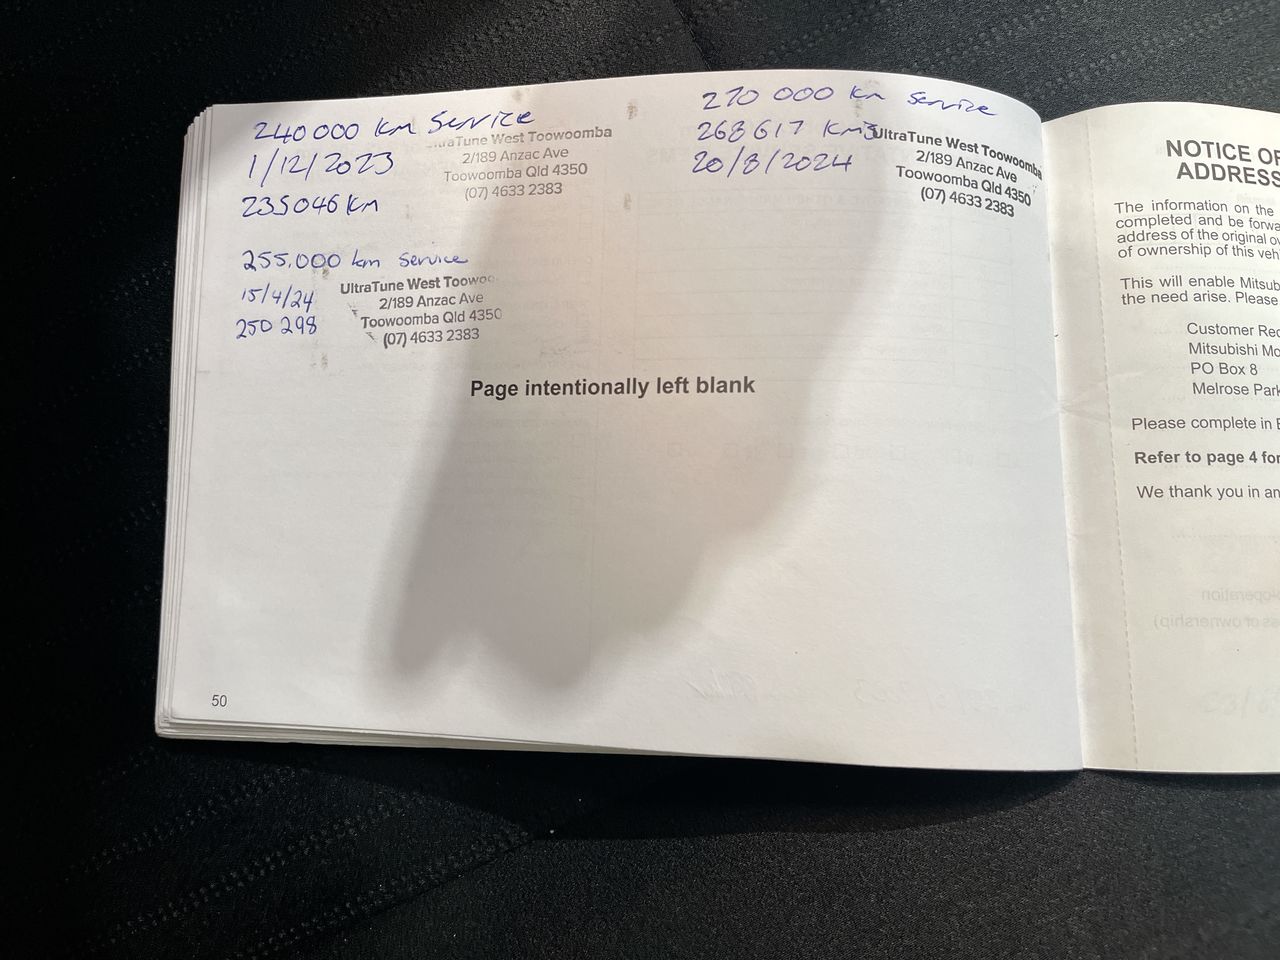 240 000 Km Service
1/12/2023
235046 Km
UltraTune West Toowoomba
2/189 Anzac Ave
Toowoomba Qld 4350
(07) 4633 2383
255,000 km service
15/4/24
250 298
UltraTune West Toowoo
2/189 Anzac Ave
Toowoomba Qld 4350
(07) 4633 2383
270 000 Km Service
268 617 Kms
20/8/2024
UltraTune West Toowoomba
2/189 Anzac Ave
Toowoomba Qld 4350
(07) 4633 2383
Page intentionally left blank
50
NOTICE OF
ADDRESS
The information on the
completed and be forwa
address of the original ow
of ownership of this veh
This will enable Mitsub
the need arise. Please
Customer Rec
Mitsubishi Mo
PO Box 8
Melrose Park
Please complete in B
Refer to page 4 for
We thank you in an